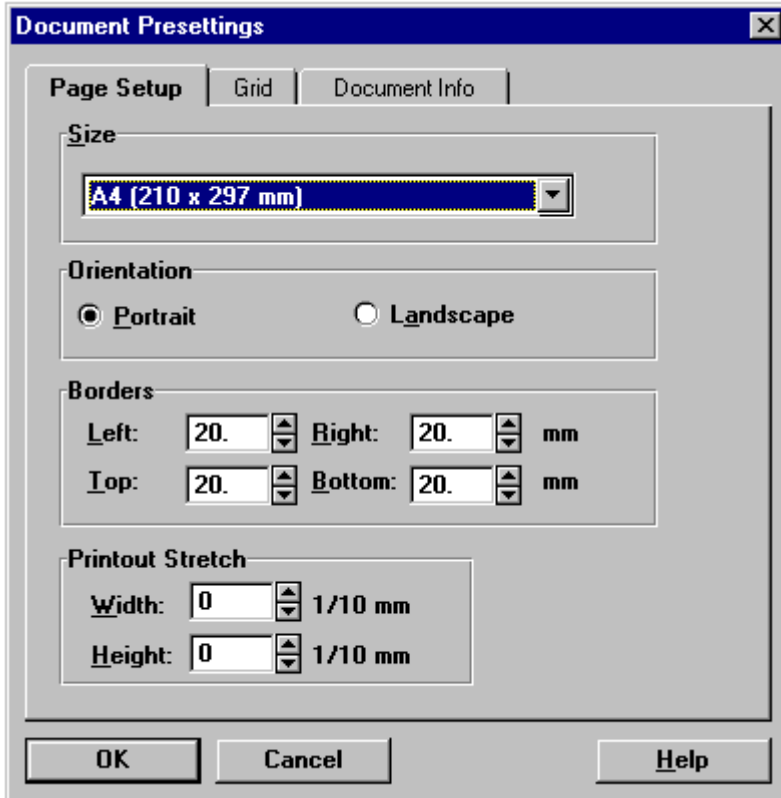 Document Presettings
Page Setup Grid Document Info
Size
A4 (210 x 297 mm)
Orientation
Portrait Landscape
Borders
Left: 20. Right: 20. mm
Top: 20. Bottom: 20. mm
Printout Stretch
Width: 0 1/10 mm
Height: 0 1/10 mm
OK Cancel Help